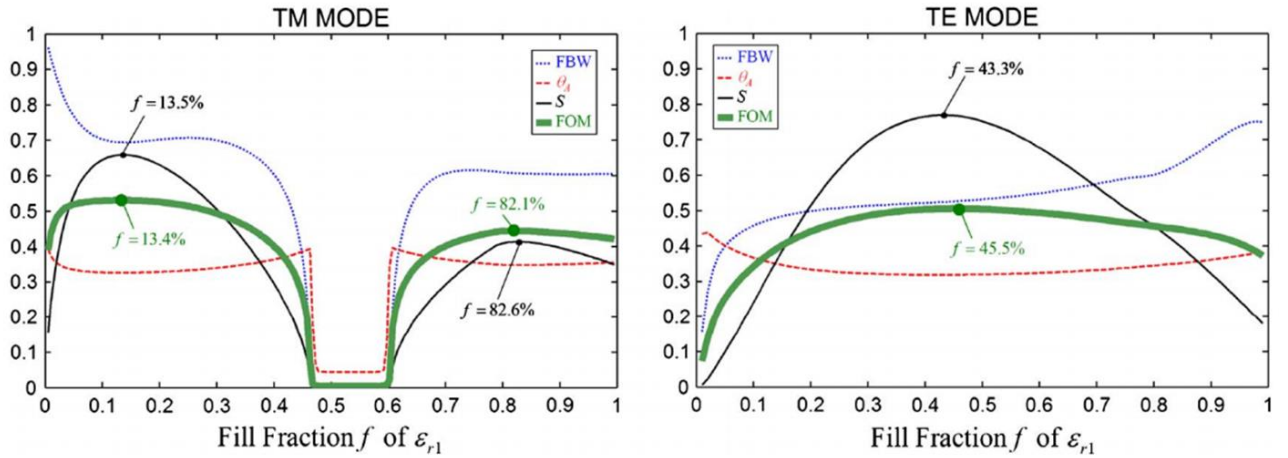 TM MODE
1
0.9
0.8
0.7
0.6
0.5
0.4
0.3
0.2
0.1
0
0 0.1 0.2 0.3 0.4 0.5 0.6 0.7 0.8 0.9 1
FBW
θA
S
FOM
f = 13.5%
f = 13.4%
f = 82.1%
f = 82.6%
Fill Fraction f of εr1
TE MODE
1
0.9
0.8
0.7
0.6
0.5
0.4
0.3
0.2
0.1
0
0 0.1 0.2 0.3 0.4 0.5 0.6 0.7 0.8 0.9 1
FBW
θA
S
FOM
f = 43.3%
f = 45.5%
Fill Fraction f of εr1